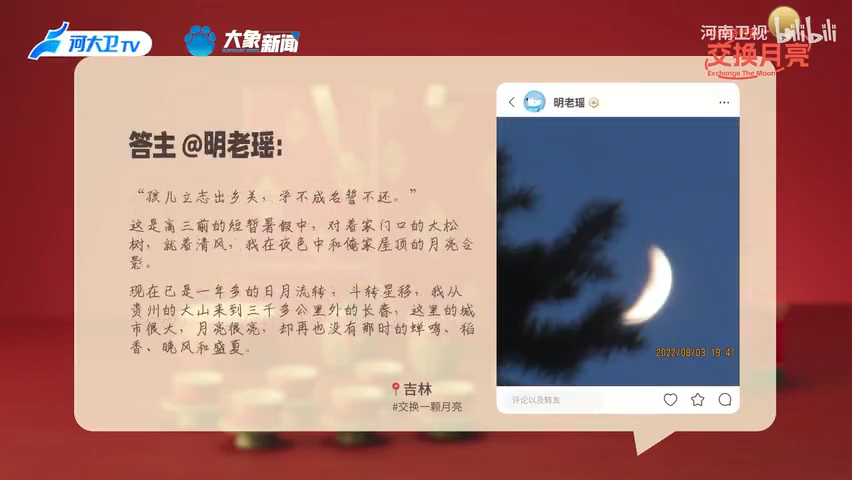 河大卫TV
大象新闻
河南卫视
bilibili
交换月亮
Exchange The Moon
答主@明老瑶：
“孩儿立志出乡关，学不成名誓不还。”
这是高三前的短暂暑假中，对着家门口的大松
树，就着清风，我在夜色中和俺家屋顶的月亮合
影。
现在已是一年多的日月流转，斗转星移，我从
贵州的大山来到三千多公里外的长春，这里的城
市很大，月亮很亮，却再也没有那时的蝉鸣、稻
香、晚风和盛夏。
吉林
#交换一颗月亮
明老瑶
2022/08/03 19:41
评论以及转发